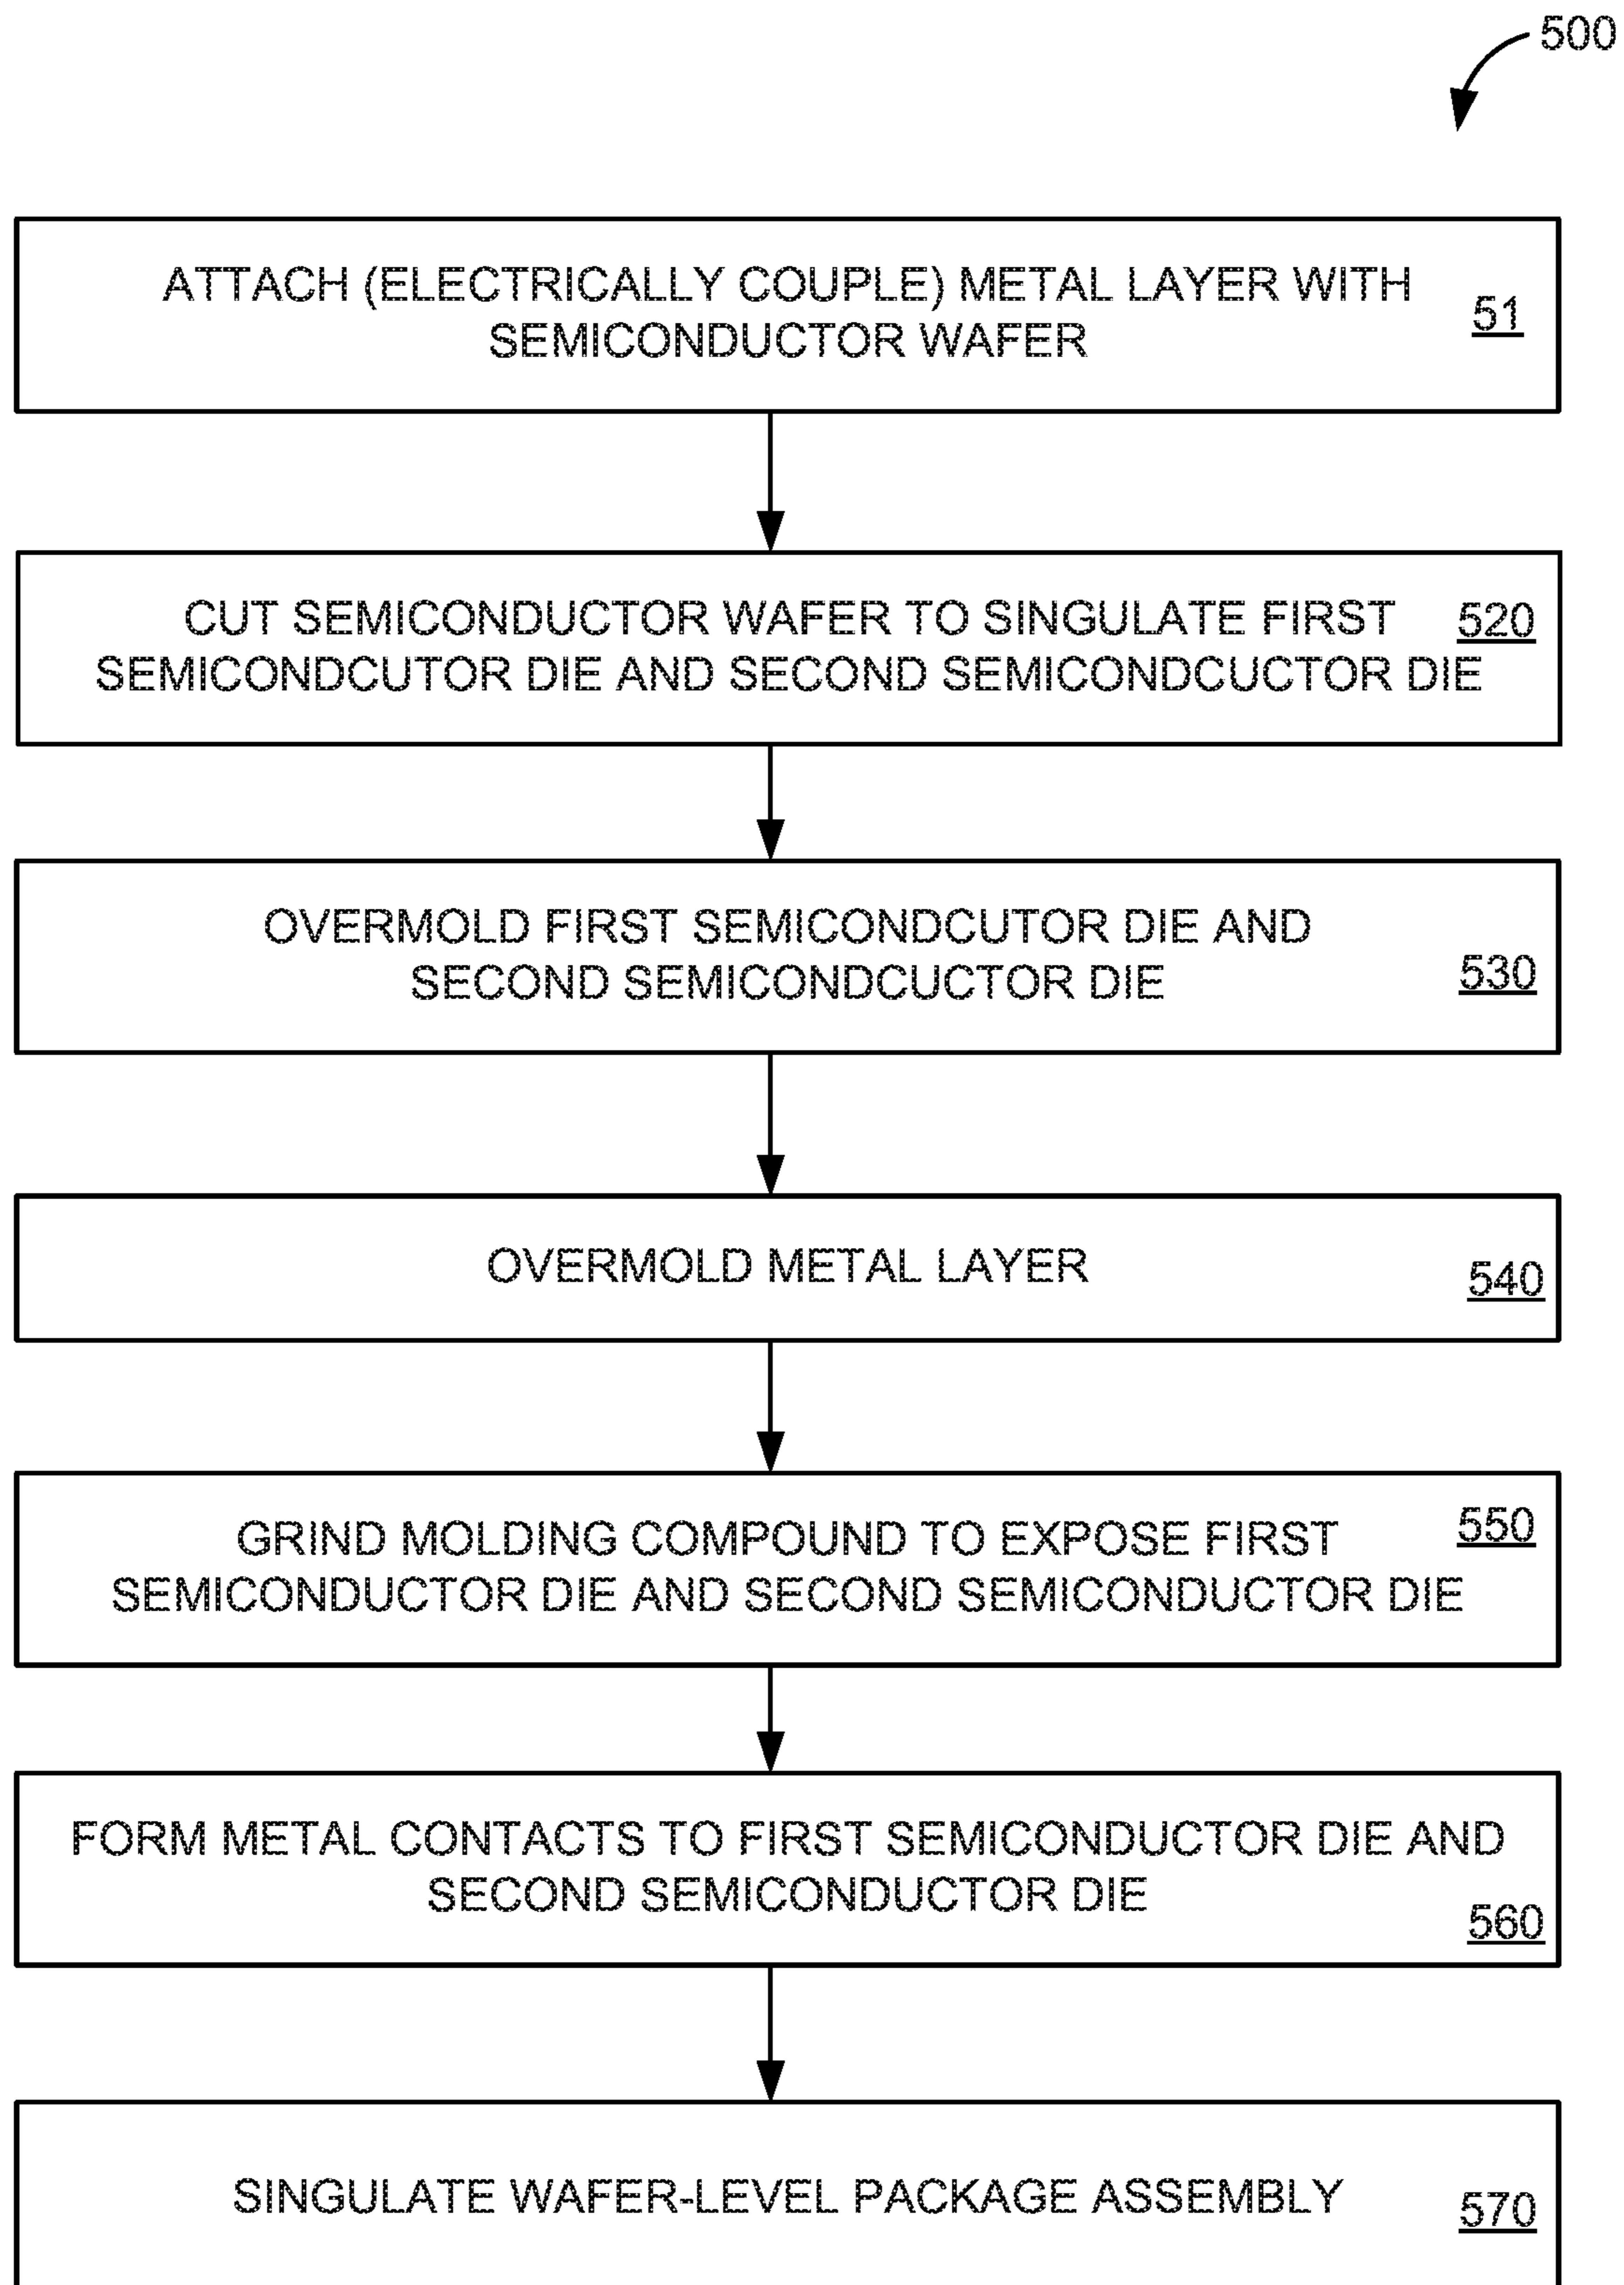 500
ATTACH (ELECTRICALLY COUPLE) METAL LAYER WITH
SEMICONDUCTOR WAFER
51
CUT SEMICONDUCTOR WAFER TO SINGULATE FIRST
520
SEMICONDCUTOR DIE AND SECOND SEMICONDCUCTOR DIE
OVERMOLD FIRST SEMICONDCUTOR DIE AND
SECOND SEMICONDCUCTOR DIE
530
OVERMOLD METAL LAYER
540
GRIND MOLDING COMPOUND TO EXPOSE FIRST
550
SEMICONDUCTOR DIE AND SECOND SEMICONDUCTOR DIE
FORM METAL CONTACTS TO FIRST SEMICONDUCTOR DIE AND
SECOND SEMICONDUCTOR DIE
560
SINGULATE WAFER-LEVEL PACKAGE ASSEMBLY
570